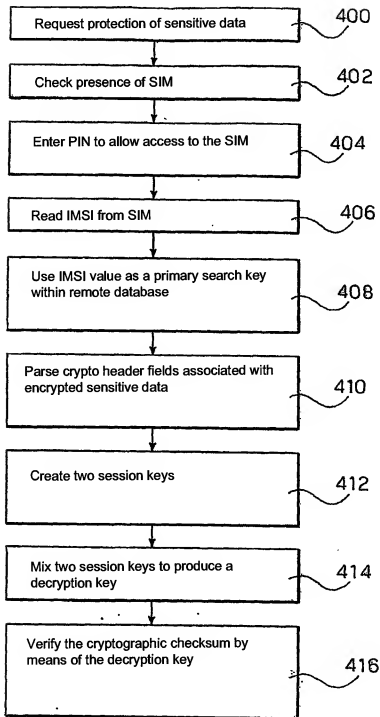 Request protection of sensitive data
400
Check presence of SIM
402
Enter PIN to allow access to the SIM
404
Read IMSI from SIM
406
Use IMSI value as a primary search key
within remote database
408
Parse crypto header fields associated with
encrypted sensitive data
410
Create two session keys
412
Mix two session keys to produce a
decryption key
414
Verify the cryptographic checksum by
means of the decryption key
416